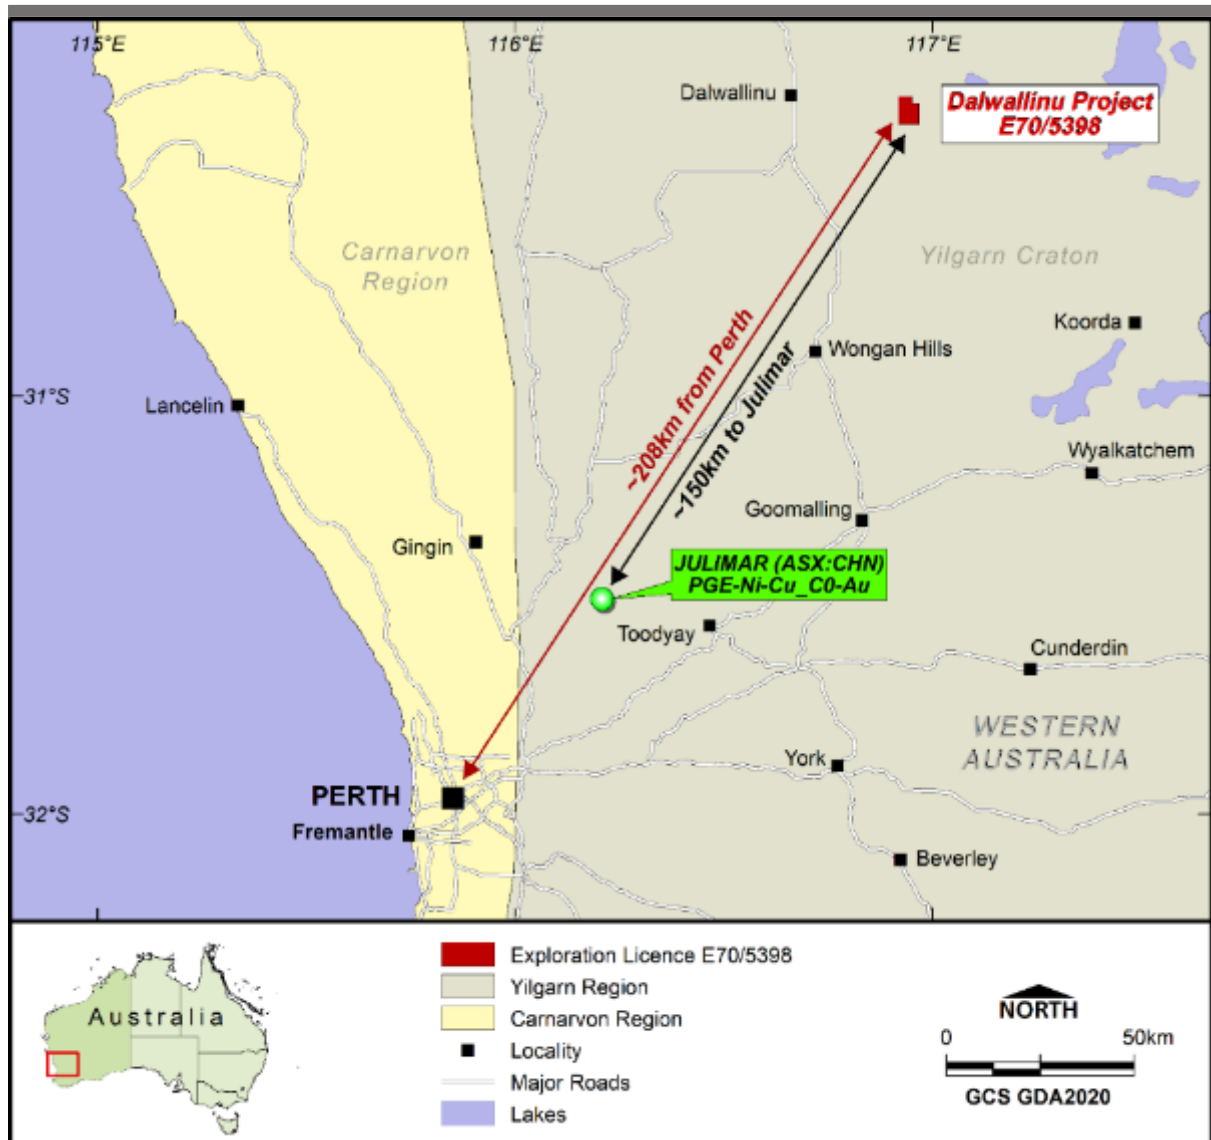 115°E
116°E
117°E
Dalwallinu
Dalwallinu Project
E70/5398
Carnarvon
Region
Yilgarn Craton
Koorda
~208km from Perth
~150km to Julimar
Wongan Hills
31°S
Lancelin
Wyalkatchem
Goomalling
Gingin
JULIMAR (ASX:CHN)
PGE-Ni-Cu_C0-Au
Toodyay
Cunderdin
WESTERN
AUSTRALIA
York
PERTH
32°S
Fremantle
Beverley
Australia
Exploration Licence E70/5398
Yilgarn Region
Carnarvon Region
Locality
Major Roads
Lakes
NORTH
0 50km
GCS GDA2020